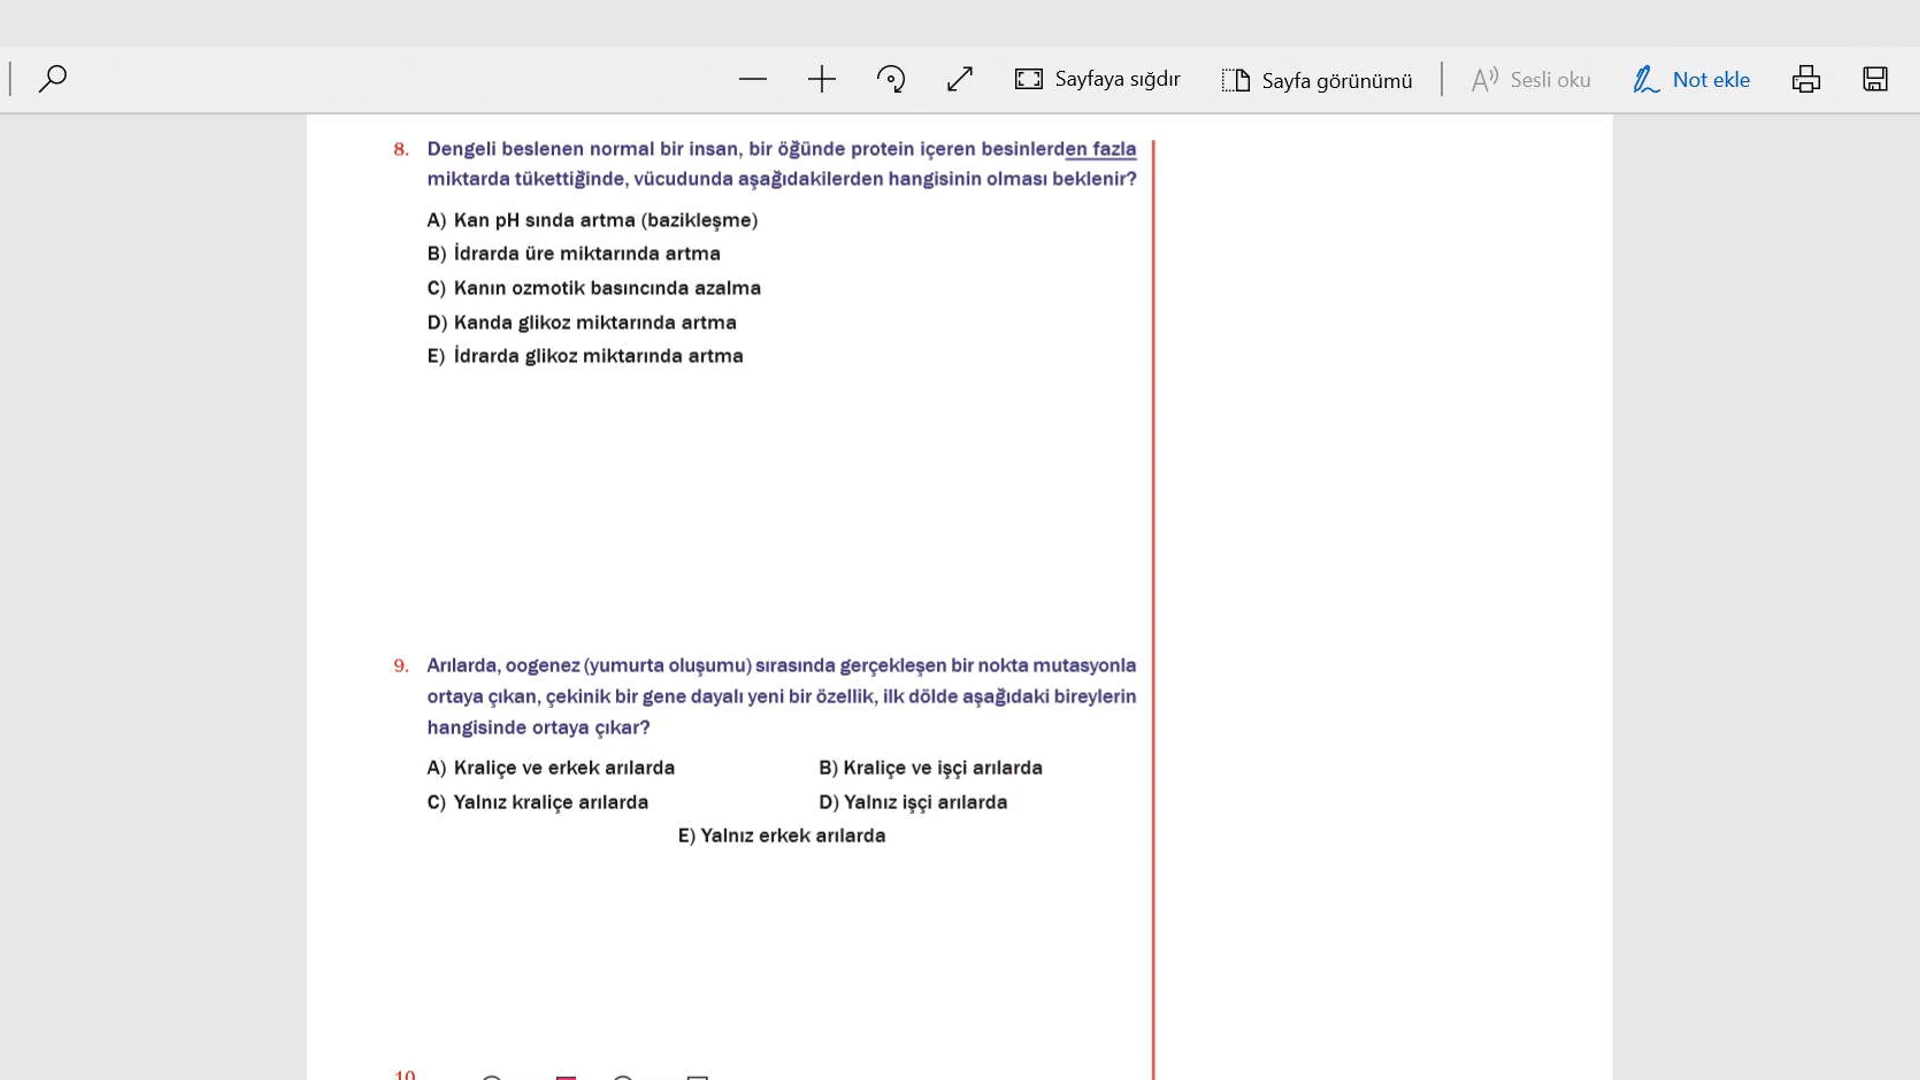 Sayfaya sığdır
Sayfa görünümü
Sesli oku
Not ekle
8. Dengeli beslenen normal bir insan, bir öğünde protein içeren besinlerden fazla
miktarda tükettiğinde, vücudunda aşağıdakilerden hangisinin olması beklenir?
A) Kan pH sında artma (bazikleşme)
B) İdrarda üre miktarında artma
C) Kanın ozmotik basıncında azalma
D) Kanda glikoz miktarında artma
E) İdrarda glikoz miktarında artma
9. Arılarda, oogenez (yumurta oluşumu) sırasında gerçekleşen bir nokta mutasyonla
ortaya çıkan, çekinik bir gene dayalı yeni bir özellik, ilk dölde aşağıdaki bireylerin
hangisinde ortaya çıkar?
A) Kraliçe ve erkek arılarda B) Kraliçe ve işçi arılarda
C) Yalnız kraliçe arılarda D) Yalnız işçi arılarda
E) Yalnız erkek arılarda
10